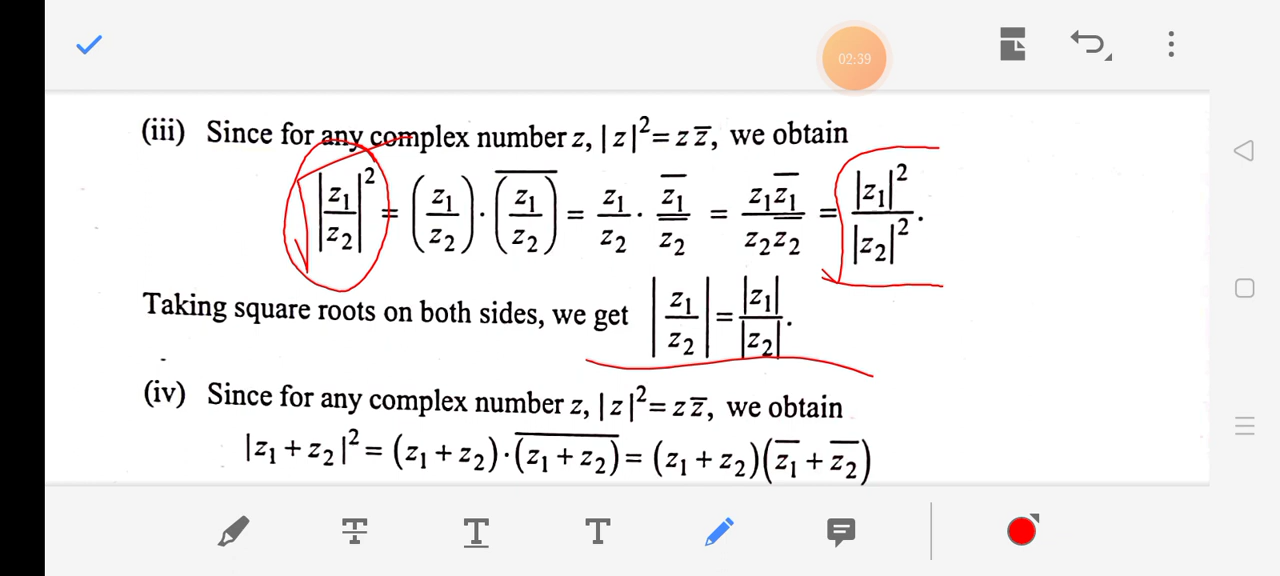 02:39
(iii) Since for any complex number z, |z|²= z z̅, we obtain
|z₁/z₂|² = (z₁/z₂) · \overline{(z₁/z₂)} = z₁/z₂ · z̅₁/z̅₂ = z₁z̅₁/z₂z̅₂ = |z₁|²/|z₂|².
Taking square roots on both sides, we get |z₁/z₂| = |z₁|/|z₂|.
(iv) Since for any complex number z, |z|²= z z̅, we obtain
|z₁ + z₂|² = (z₁ + z₂) · \overline{(z₁ + z₂)} = (z₁ + z₂)(z̅₁ + z̅₂)
T T T